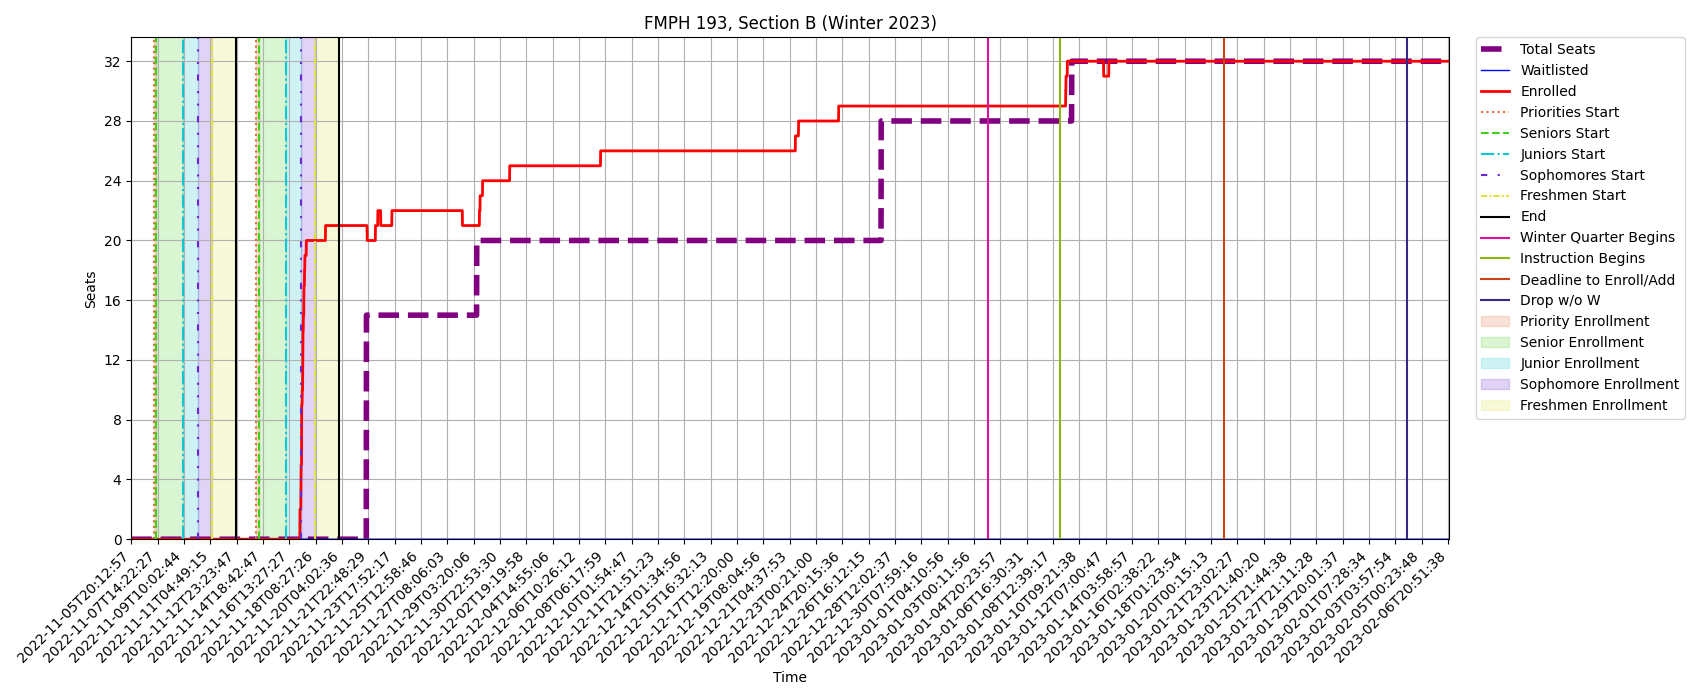 FMPH 193, Section B (Winter 2023)
Seats
32
28
24
20
16
12
8
4
0
2022-11-05T20:12:57
2022-11-07T14:22:27
2022-11-09T10:02:44
2022-11-11T04:49:15
2022-11-12T23:23:47
2022-11-14T18:42:47
2022-11-16T13:27:27
2022-11-18T08:27:26
2022-11-20T04:02:36
2022-11-21T22:48:29
2022-11-23T17:52:17
2022-11-25T12:58:46
2022-11-27T08:06:03
2022-11-29T03:20:06
2022-11-30T22:53:30
2022-12-02T19:19:58
2022-12-04T14:55:06
2022-12-06T10:26:12
2022-12-08T06:17:59
2022-12-10T01:54:47
2022-12-11T21:51:23
2022-12-14T01:34:56
2022-12-15T16:32:13
2022-12-17T12:20:00
2022-12-19T08:04:56
2022-12-21T04:37:53
2022-12-23T00:21:00
2022-12-24T20:15:36
2022-12-26T16:12:15
2022-12-28T12:02:37
2022-12-30T07:59:16
2023-01-01T04:10:56
2023-01-03T00:11:56
2023-01-04T20:23:57
2023-01-06T16:30:31
2023-01-08T12:39:17
2023-01-10T09:21:38
2023-01-12T07:00:47
2023-01-14T03:58:57
2023-01-16T02:38:22
2023-01-18T01:23:54
2023-01-20T00:15:13
2023-01-21T23:02:27
2023-01-23T21:40:20
2023-01-25T21:44:38
2023-01-27T21:11:28
2023-01-29T20:01:37
2023-02-01T07:28:34
2023-02-03T03:57:54
2023-02-05T00:23:48
2023-02-06T20:51:38
Time
Total Seats
Waitlisted
Enrolled
Priorities Start
Seniors Start
Juniors Start
Sophomores Start
Freshmen Start
End
Winter Quarter Begins
Instruction Begins
Deadline to Enroll/Add
Drop w/o W
Priority Enrollment
Senior Enrollment
Junior Enrollment
Sophomore Enrollment
Freshmen Enrollment